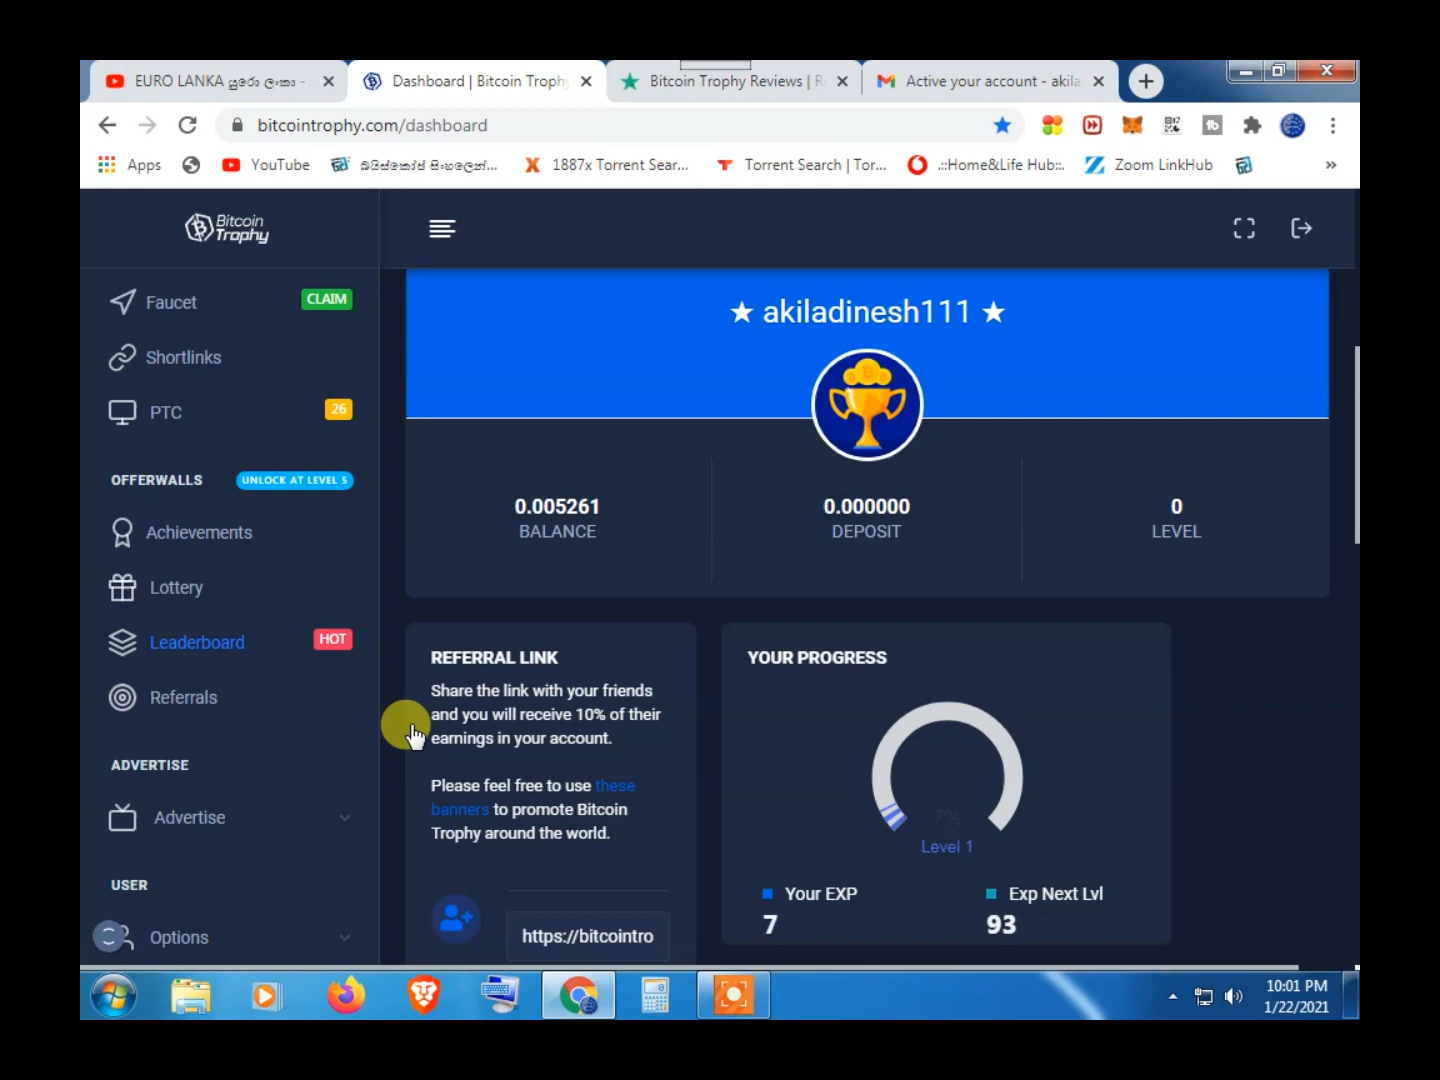 EURO LANKA යුරෝ ලංකා -
Dashboard | Bitcoin Trophy
Bitcoin Trophy Reviews | R
Active your account - akila
bitcointrophy.com/dashboard
Apps
YouTube
1887x Torrent Sear...
Torrent Search | Tor...
.::Home&Life Hub::.
Zoom LinkHub
»
Bitcoin
Trophy
Faucet
CLAIM
Shortlinks
PTC
26
OFFERWALLS
UNLOCK AT LEVEL 5
Achievements
Lottery
Leaderboard
HOT
Referrals
ADVERTISE
Advertise
USER
Options
★ akiladinesh111 ★
0.005261
BALANCE
0.000000
DEPOSIT
0
LEVEL
REFERRAL LINK
Share the link with your friends
and you will receive 10% of their
earnings in your account.
Please feel free to use these
banners to promote Bitcoin
Trophy around the world.
https://bitcointro
YOUR PROGRESS
7%
Level 1
Your EXP
7
Exp Next Lvl
93
10:01 PM
1/22/2021